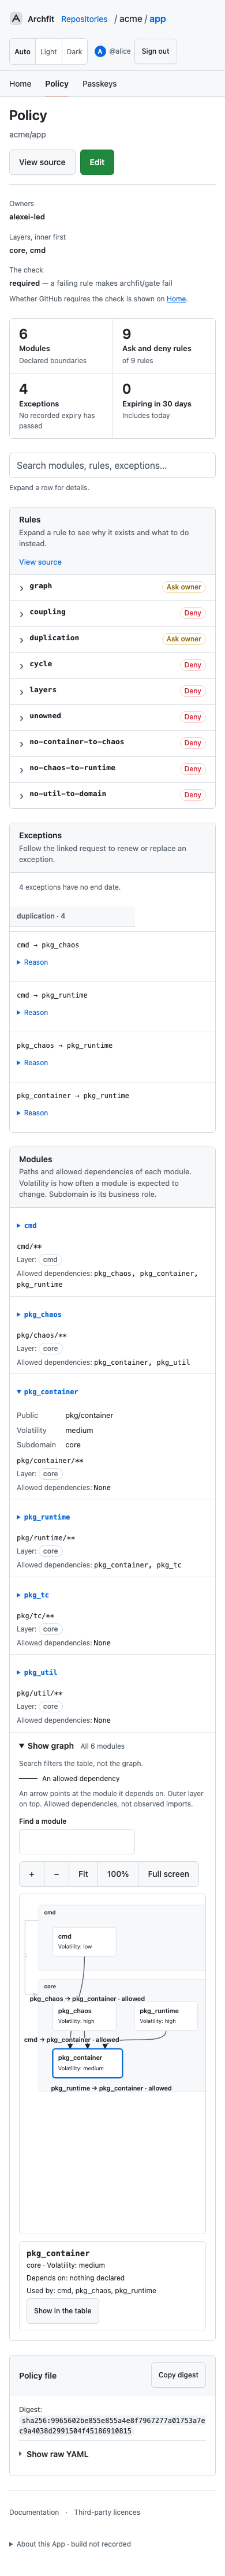 Archfit Repositories / acme / app
Auto Light Dark A @alice Sign out
Home Policy Passkeys
Policy
acme/app
View source Edit
Owners
alexei-led
Layers, inner first
core, cmd
The check
required — a failing rule makes archfit/gate fail
Whether GitHub requires the check is shown on Home.
6
Modules
Declared boundaries
9
Ask and deny rules
of 9 rules
4
Exceptions
No recorded expiry has
passed
0
Expiring in 30 days
Includes today
Search modules, rules, exceptions...
Expand a row for details.
Rules
Expand a rule to see why it exists and what to do
instead.
View source
graph Ask owner
coupling Deny
duplication Ask owner
cycle Deny
layers Deny
unowned Deny
no-container-to-chaos Deny
no-chaos-to-runtime Deny
no-util-to-domain Deny
Exceptions
Follow the linked request to renew or replace an
exception.
4 exceptions have no end date.
duplication · 4
cmd → pkg_chaos
Reason
cmd → pkg_runtime
Reason
pkg_chaos → pkg_runtime
Reason
pkg_container → pkg_runtime
Reason
Modules
Paths and allowed dependencies of each module.
Volatility is how often a module is expected to
change. Subdomain is its business role.
cmd
cmd/**
Layer: cmd
Allowed dependencies: pkg_chaos, pkg_container,
pkg_runtime
pkg_chaos
pkg/chaos/**
Layer: core
Allowed dependencies: pkg_container, pkg_util
pkg_container
Public pkg/container
Volatility medium
Subdomain core
pkg/container/**
Layer: core
Allowed dependencies: None
pkg_runtime
pkg/runtime/**
Layer: core
Allowed dependencies: pkg_container, pkg_tc
pkg_tc
pkg/tc/**
Layer: core
Allowed dependencies: None
pkg_util
pkg/util/**
Layer: core
Allowed dependencies: None
Show graph All 6 modules
Search filters the table, not the graph.
An allowed dependency
An arrow points at the module it depends on. Outer layer
on top. Allowed dependencies, not observed imports.
Find a module
+ − Fit 100% Full screen
cmd
cmd
Volatility: low
core
pkg_chaos → pkg_container · allowed
pkg_chaos
Volatility: high
pkg_runtime
Volatility: high
cmd → pkg_container · allowed
pkg_container
Volatility: medium
pkg_runtime → pkg_container · allowed
pkg_container
core · Volatility: medium
Depends on: nothing declared
Used by: cmd, pkg_chaos, pkg_runtime
Show in the table
Policy file Copy digest
Digest:
sha256:9965602be855e855a4e8f7967277a01753a7e
c9a4038d2991504f45186910815
Show raw YAML
Documentation · Third-party licences
About this App · build not recorded